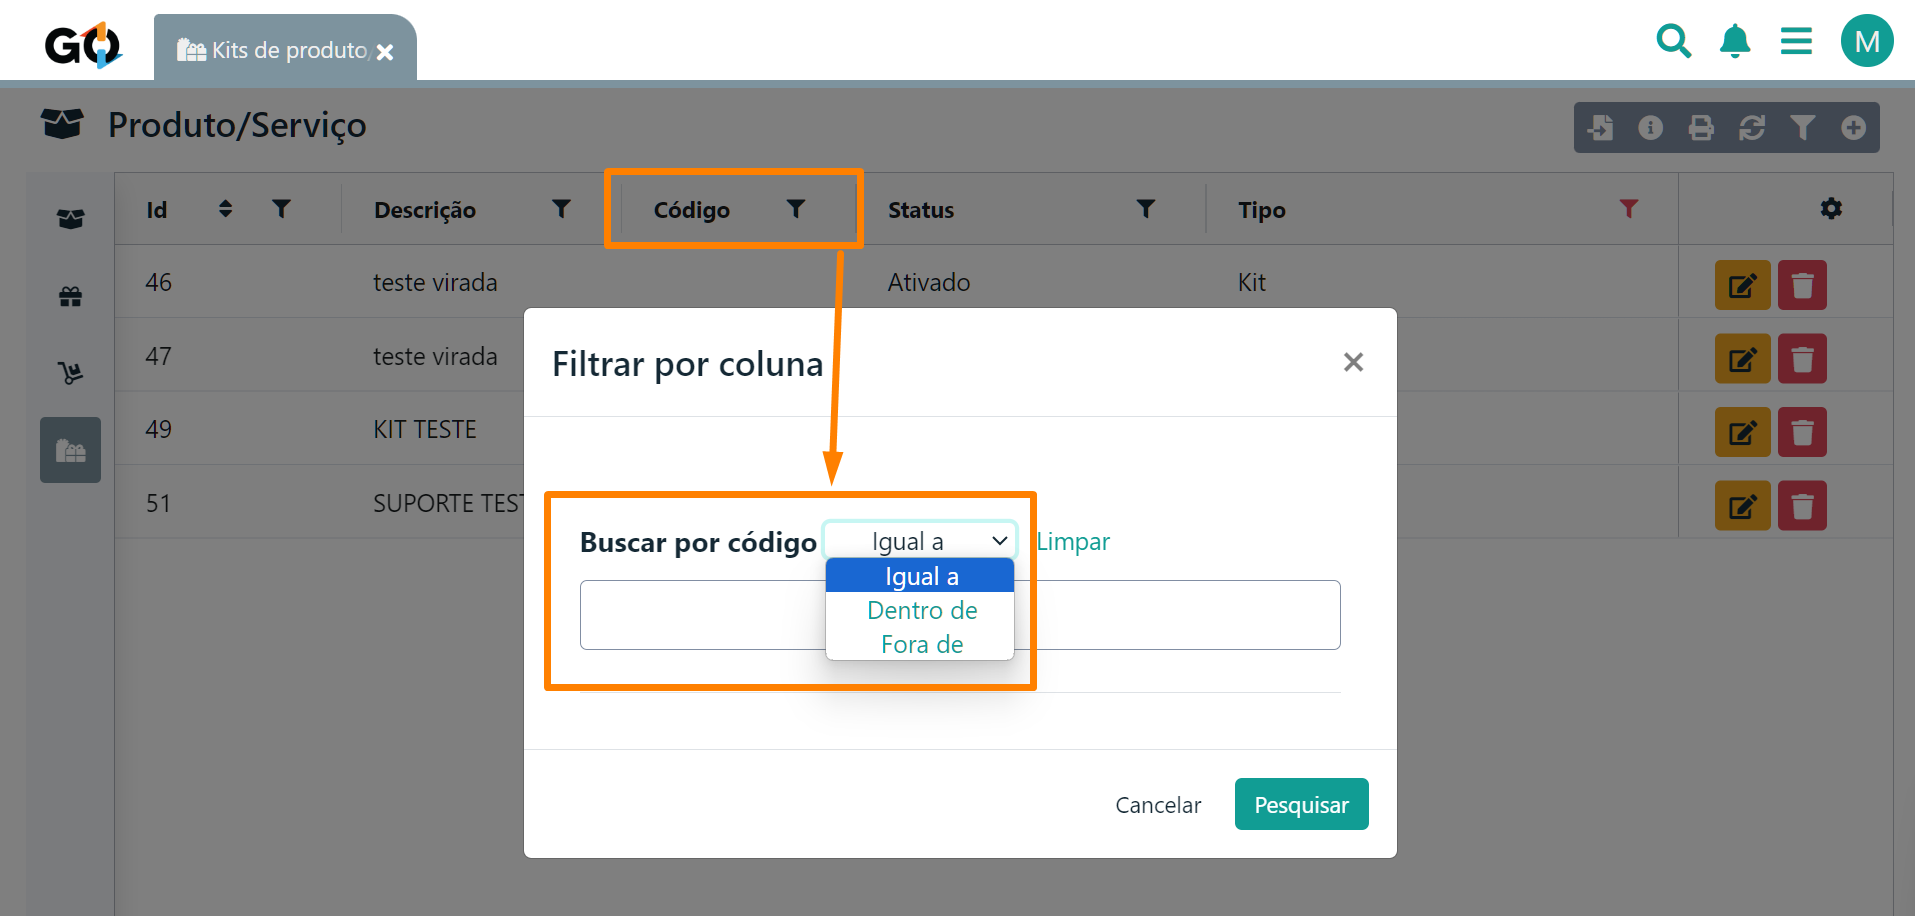 GO
Kits de produto
M
Produto/Serviço
Id Descrição Código Status Tipo
46 teste virada Ativado Kit
47 teste virada
49 KIT TESTE
51 SUPORTE TEST
Filtrar por coluna
Buscar por código Igual a Limpar
Igual a
Dentro de
Fora de
Cancelar Pesquisar